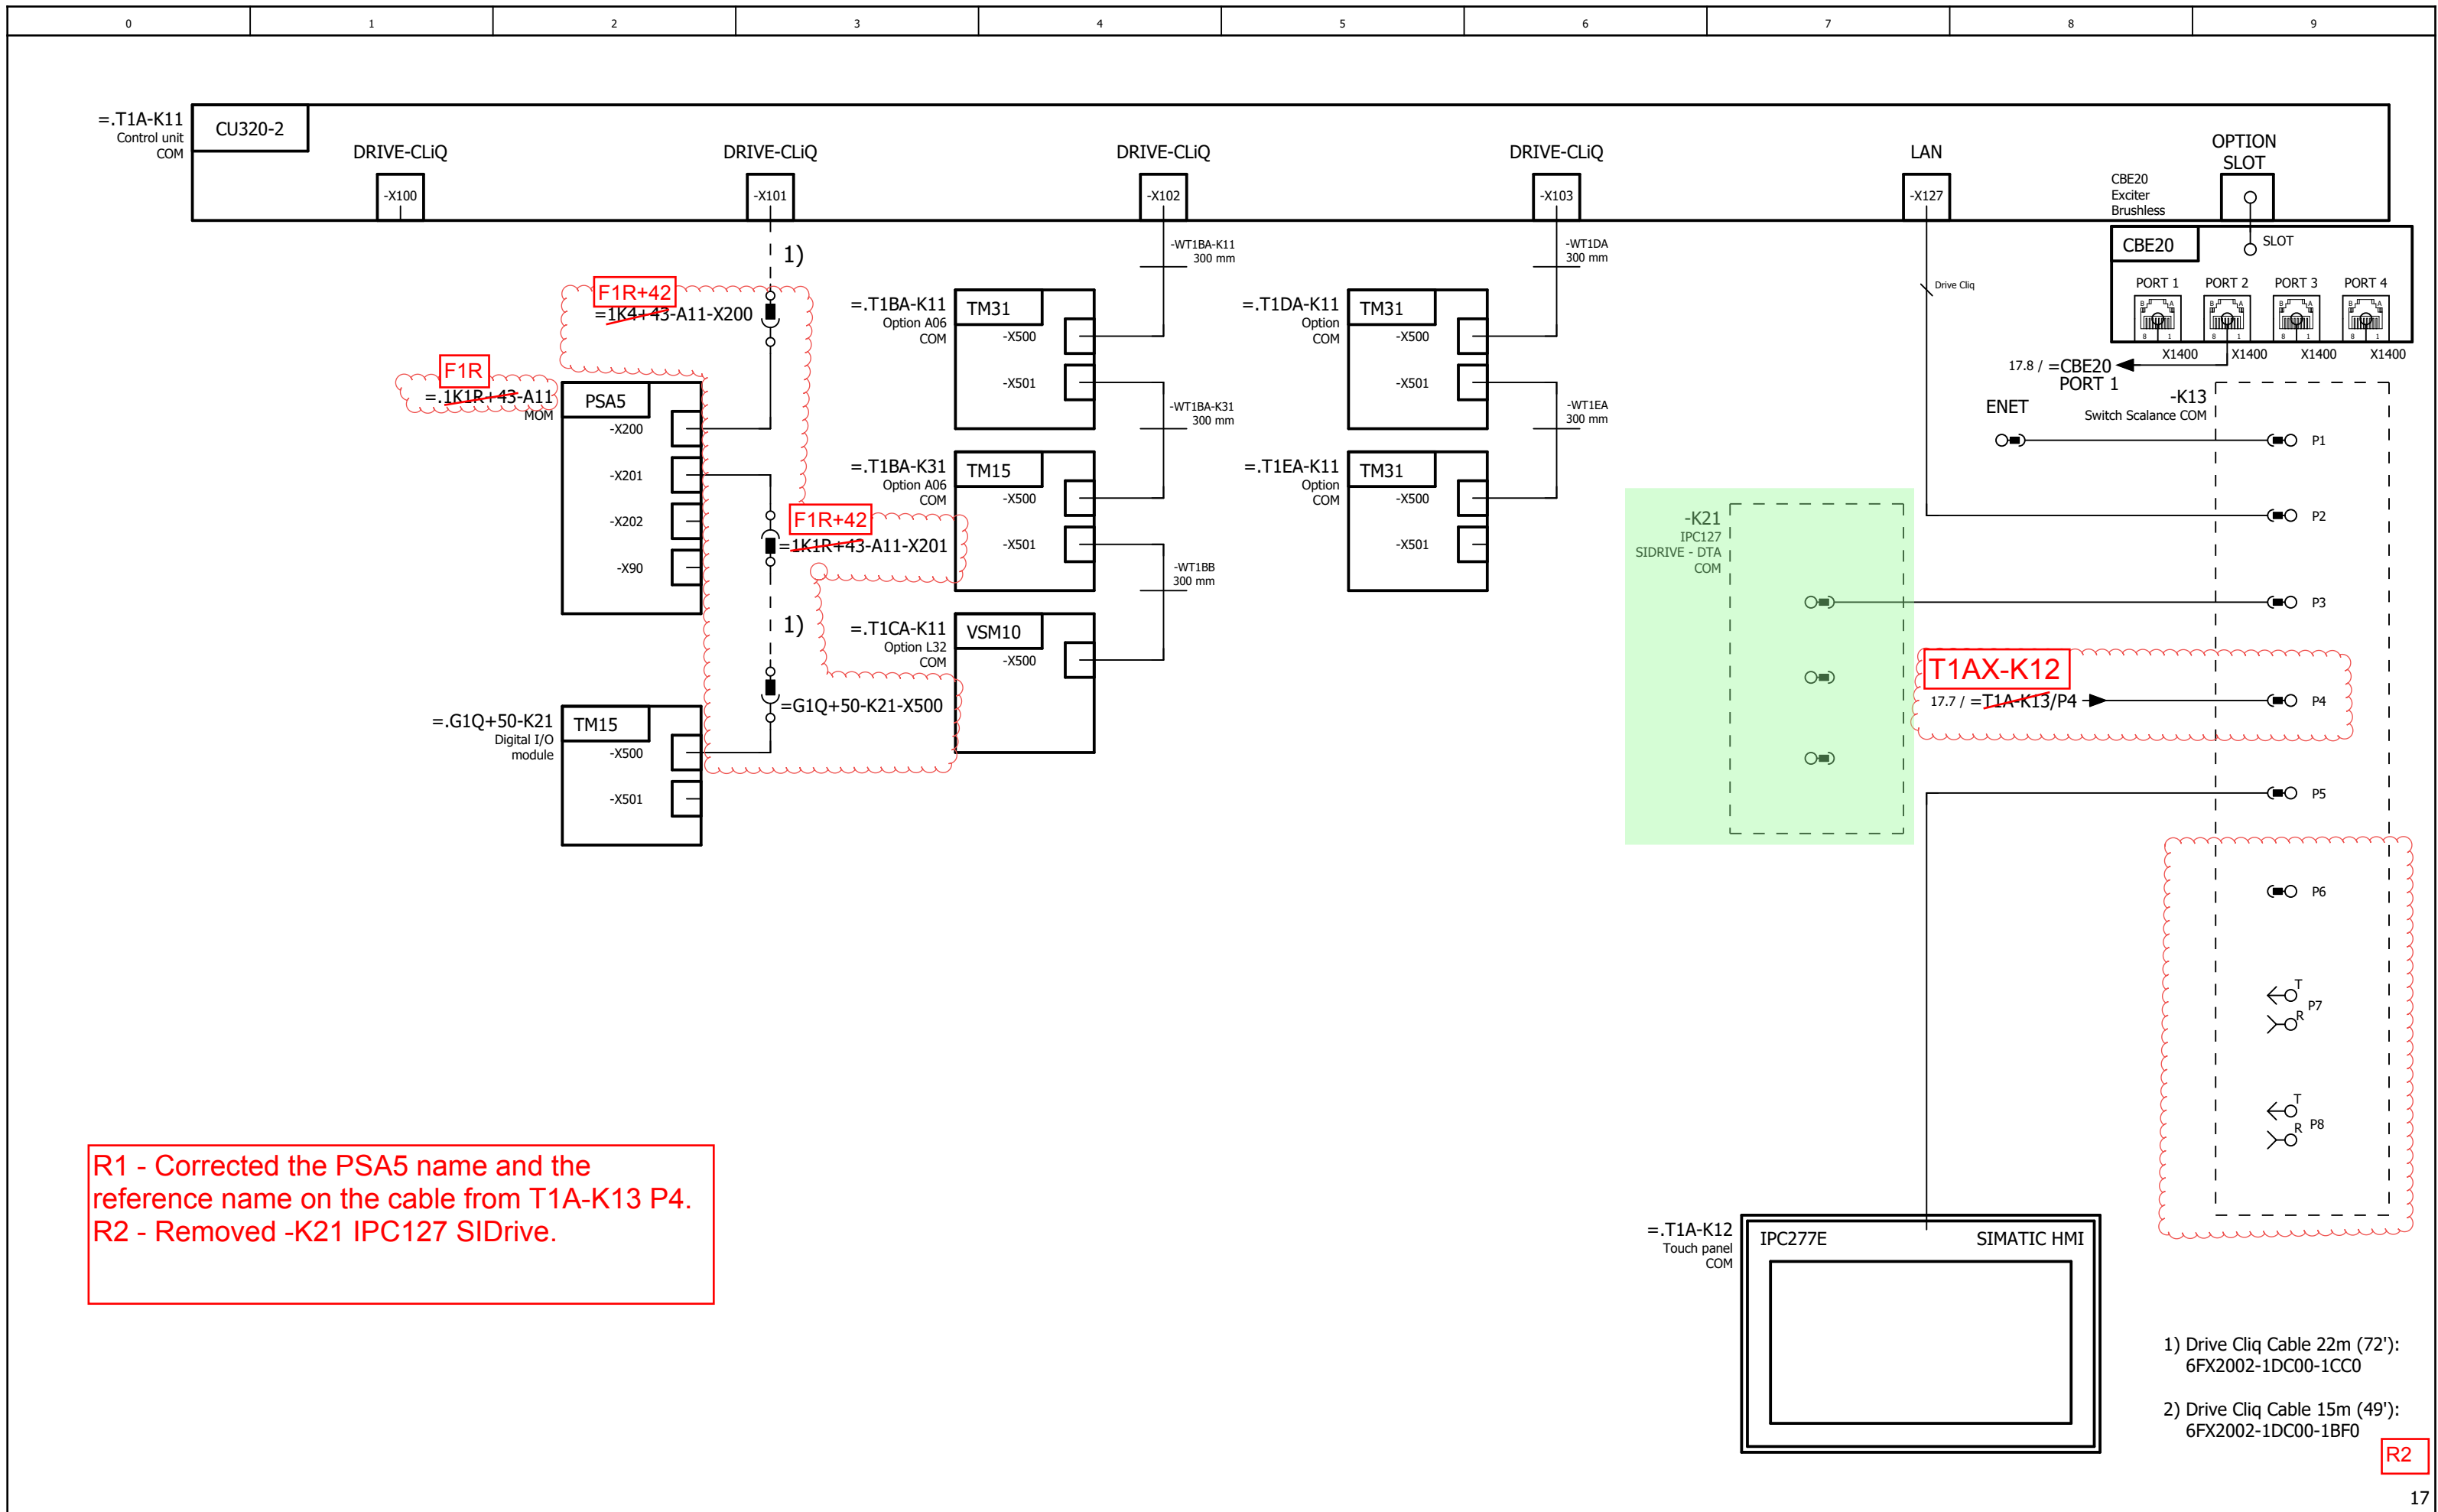 0 1 2 3 4 5 6 7 8 9
=.T1A-K11
Control unit
COM
CU320-2
DRIVE-CLiQ
-X100
DRIVE-CLiQ
-X101
DRIVE-CLiQ
-X102
DRIVE-CLiQ
-X103
LAN
-X127
OPTION
SLOT
CBE20
Exciter
Brushless
CBE20
SLOT
PORT 1 PORT 2 PORT 3 PORT 4
B A B A B A B A
8 1 8 1 8 1 8 1
X1400 X1400 X1400 X1400
17.8 / =CBE20
PORT 1
1)
F1R+42
=1K4+43-A11-X200
F1R
=.1K1R+43-A11
MOM
PSA5
-X200
-X201
-X202
-X90
F1R+42
=1K1R+43-A11-X201
1)
=G1Q+50-K21-X500
=.G1Q+50-K21
Digital I/O
module
TM15
-X500
-X501
-WT1BA-K11
300 mm
=.T1BA-K11
Option A06
COM
TM31
-X500
-X501
-WT1BA-K31
300 mm
=.T1BA-K31
Option A06
COM
TM15
-X500
-X501
-WT1BB
300 mm
=.T1CA-K11
Option L32
COM
VSM10
-X500
-WT1DA
300 mm
=.T1DA-K11
Option
COM
TM31
-X500
-X501
-WT1EA
300 mm
=.T1EA-K11
Option
COM
TM31
-X500
-X501
Drive Cliq
-K21
IPC127
SIDRIVE - DTA
COM
ENET
-K13
Switch Scalance COM
P1
P2
P3
T1AX-K12
17.7 / =T1A-K13/P4
P4
P5
P6
T
P7
R
T
P8
R
=.T1A-K12
Touch panel
COM
IPC277E
SIMATIC HMI
R1 - Corrected the PSA5 name and the
reference name on the cable from T1A-K13 P4.
R2 - Removed -K21 IPC127 SIDrive.
1) Drive Cliq Cable 22m (72'):
6FX2002-1DC00-1CC0
2) Drive Cliq Cable 15m (49'):
6FX2002-1DC00-1BF0
R2
17